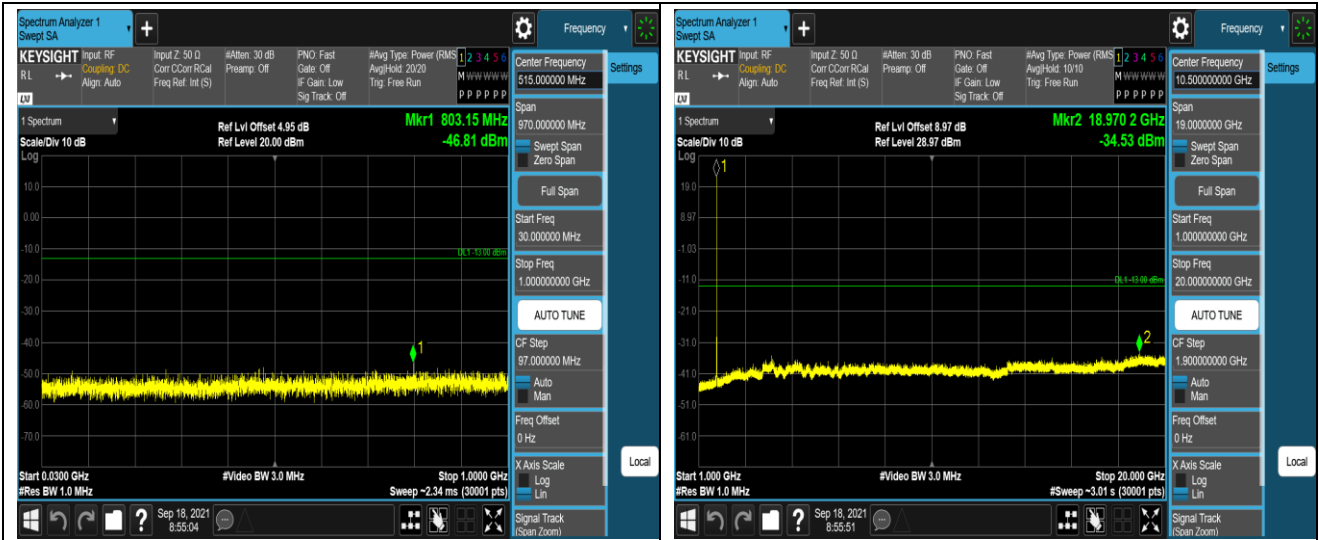 Spectrum Analyzer 1
Swept SA
+
Frequency
KEYSIGHT
Input: RF
Input Z: 50 Ω
#Atten: 30 dB
PNO: Fast
#Avg Type: Power (RMS
1 2 3 4 5 6
RL
Coupling: DC
Corr CCorr RCal
Preamp: Off
Gate: Off
Avg|Hold: 20/20
M W W W W W
Align: Auto
Freq Ref: Int (S)
IF Gain: Low
Trig: Free Run
Sig Track: Off
P P P P P P
LXI
1 Spectrum
Ref Lvl Offset 4.95 dB
Mkr1 803.15 MHz
Scale/Div 10 dB
Ref Level 20.00 dBm
-46.81 dBm
Log
10.0
0.00
-10.0
DL1 -13.00 dBm
-20.0
-30.0
-40.0
1
-50.0
-60.0
-70.0
Start 0.0300 GHz
#Video BW 3.0 MHz
Stop 1.0000 GHz
#Res BW 1.0 MHz
Sweep ~2.34 ms (30001 pts)
Center Frequency
515.000000 MHz
Settings
Span
970.000000 MHz
Swept Span
Zero Span
Full Span
Start Freq
30.000000 MHz
Stop Freq
1.000000000 GHz
AUTO TUNE
CF Step
97.000000 MHz
Auto
Man
Freq Offset
0 Hz
X Axis Scale
Log
Lin
Local
Signal Track
(Span Zoom)
?
Sep 18, 2021
8:55:04
Spectrum Analyzer 1
Swept SA
+
Frequency
KEYSIGHT
Input: RF
Input Z: 50 Ω
#Atten: 30 dB
PNO: Fast
#Avg Type: Power (RMS
1 2 3 4 5 6
RL
Coupling: DC
Corr CCorr RCal
Preamp: Off
Gate: Off
Avg|Hold: 10/10
M W W W W W
Align: Auto
Freq Ref: Int (S)
IF Gain: Low
Trig: Free Run
Sig Track: Off
P P P P P P
LXI
1 Spectrum
Ref Lvl Offset 8.97 dB
Mkr2 18.970 2 GHz
Scale/Div 10 dB
Ref Level 28.97 dBm
-34.53 dBm
Log
1
19.0
8.97
-1.03
-11.0
DL1 -13.00 dBm
-21.0
-31.0
2
-41.0
-51.0
-61.0
Start 1.000 GHz
#Video BW 3.0 MHz
Stop 20.000 GHz
#Res BW 1.0 MHz
#Sweep ~3.01 s (30001 pts)
Center Frequency
10.500000000 GHz
Settings
Span
19.0000000 GHz
Swept Span
Zero Span
Full Span
Start Freq
1.000000000 GHz
Stop Freq
20.000000000 GHz
AUTO TUNE
CF Step
1.900000000 GHz
Auto
Man
Freq Offset
0 Hz
X Axis Scale
Log
Lin
Local
Signal Track
(Span Zoom)
?
Sep 18, 2021
8:55:51